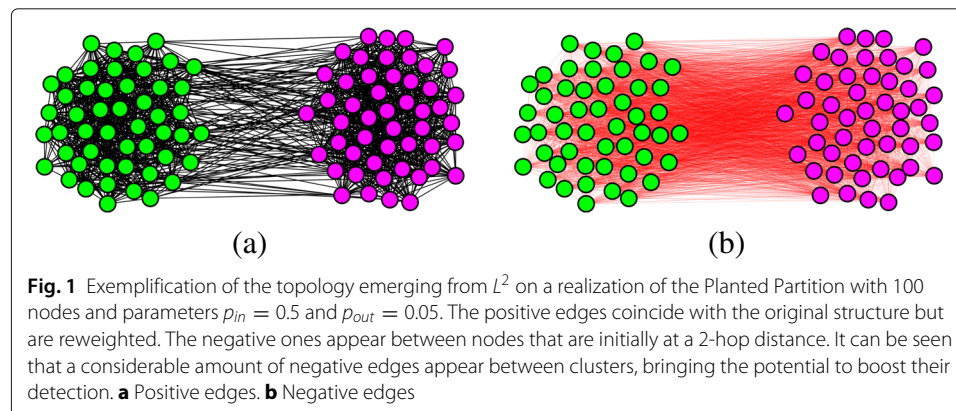 (a)
(b)
Fig. 1 Exemplification of the topology emerging from L² on a realization of the Planted Partition with 100
nodes and parameters p_in = 0.5 and p_out = 0.05. The positive edges coincide with the original structure but
are reweighted. The negative ones appear between nodes that are initially at a 2-hop distance. It can be seen
that a considerable amount of negative edges appear between clusters, bringing the potential to boost their
detection. a Positive edges. b Negative edges